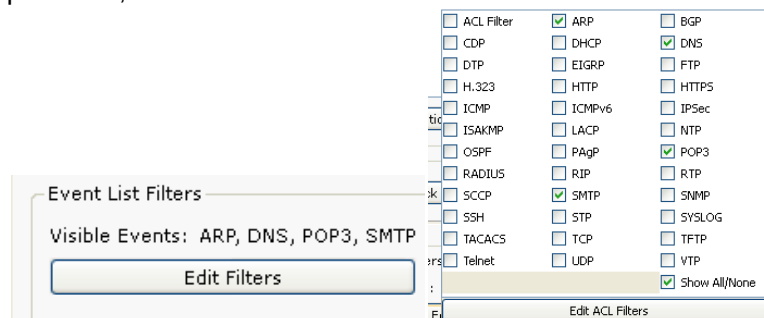 Event List Filters
Visible Events: ARP, DNS, POP3, SMTP
Edit Filters
ACL Filter ARP BGP
CDP DHCP DNS
DTP EIGRP FTP
H.323 HTTP HTTPS
ICMP ICMPv6 IPSec
ISAKMP LACP NTP
OSPF PAgP POP3
RADIUS RIP RTP
SCCP SMTP SNMP
SSH STP SYSLOG
TACACS TCP TFTP
Telnet UDP VTP
Show All/None
Edit ACL Filters